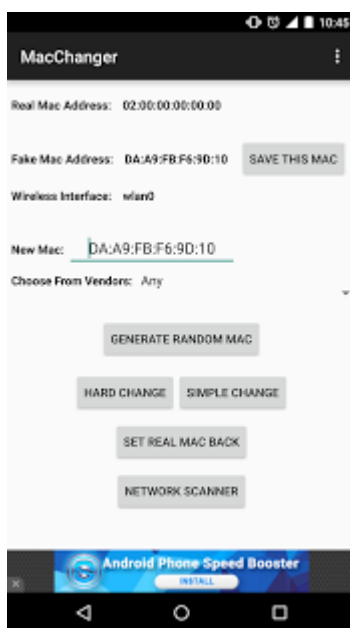 10:45
MacChanger
Real Mac Address: 02:00:00:00:00:00
Fake Mac Address: DA:A9:FB:F6:9D:10 SAVE THIS MAC
Wireless Interface: wlan0
New Mac: DA:A9:FB:F6:9D:10
Choose From Vendors: Any
GENERATE RANDOM MAC
HARD CHANGE SIMPLE CHANGE
SET REAL MAC BACK
NETWORK SCANNER
Android Phone Speed Booster
INSTALL